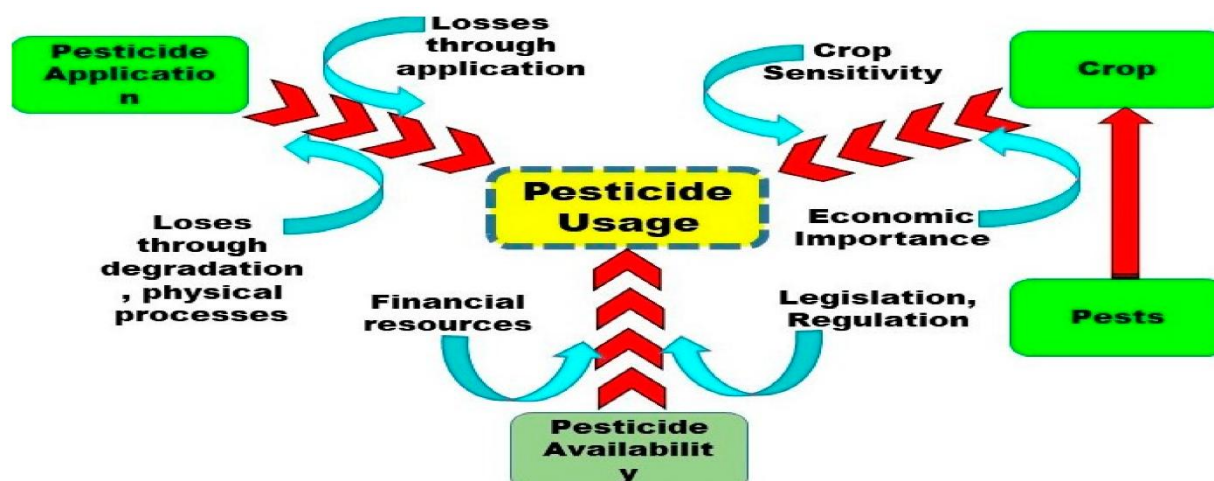 Pesticide
Applicatio
n
Losses
through
application
Crop
Sensitivity
Crop
Pesticide
Usage
Loses
through
degradation
, physical
processes
Economic
Importance
Financial
resources
Legislation,
Regulation
Pests
Pesticide
Availabilit
y